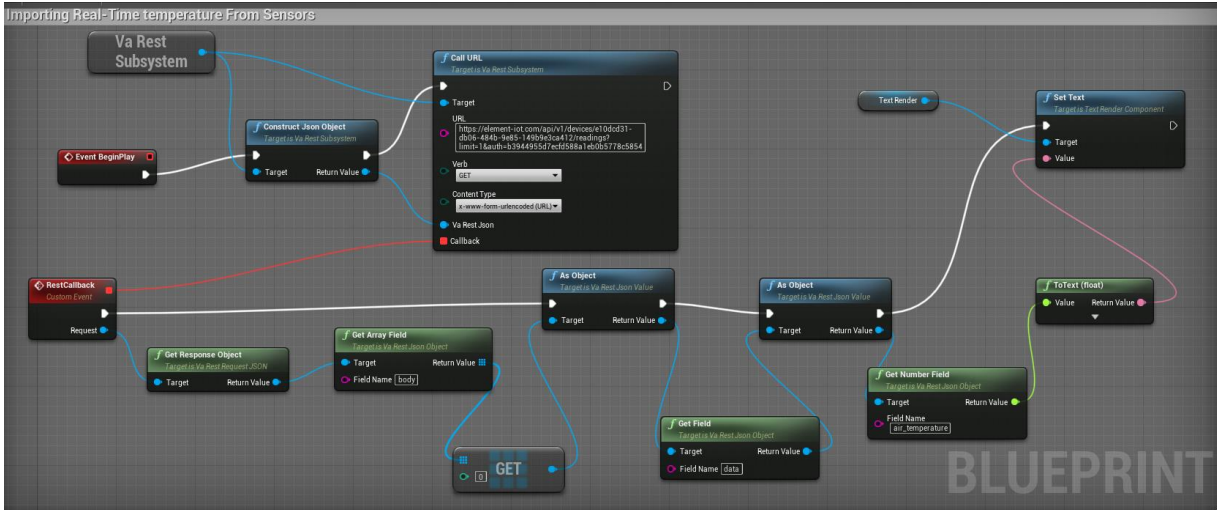 Importing Real-Time temperature From Sensors
Va Rest
Subsystem
Event BeginPlay
Construct Json Object
Target is Va Rest Subsystem
Target
Return Value
Call URL
Target is Va Rest Subsystem
Target
URL
https://element-iot.com/api/v1/devices/e10dcd31-
db06-484b-9e85-149b9e3ca412/readings?
limit=1&auth=b3944955d7ecfd588a1eb0b5778c5854
Verb
GET
Content Type
x-www-form-urlencoded (URL)
Va Rest Json
Callback
Text Render
Set Text
Target is Text Render Component
Target
Value
RestCallback
Custom Event
Request
Get Response Object
Target is Va Rest Request JSON
Target
Return Value
Get Array Field
Target is Va Rest Json Object
Target
Return Value
Field Name body
GET
0
As Object
Target is Va Rest Json Value
Target
Return Value
Get Field
Target is Va Rest Json Object
Target
Return Value
Field Name data
As Object
Target is Va Rest Json Value
Target
Return Value
Get Number Field
Target is Va Rest Json Object
Target
Return Value
Field Name
air_temperature
ToText (float)
Value
Return Value
BLUEPRINT